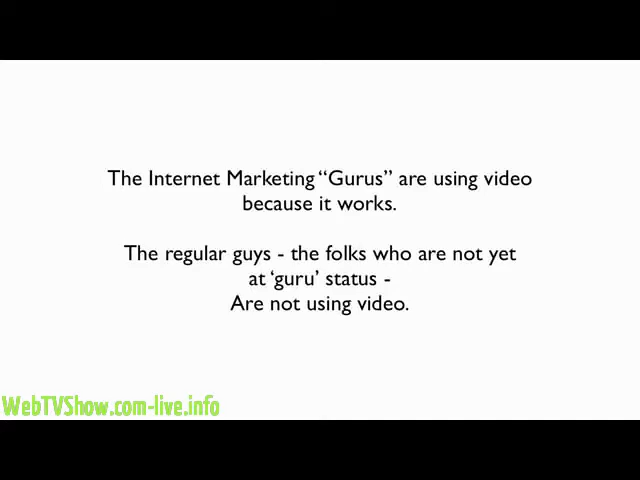 The Internet Marketing “Gurus” are using video
because it works.
The regular guys - the folks who are not yet
at ‘guru’ status -
Are not using video.
WebTVShow.com-live.info